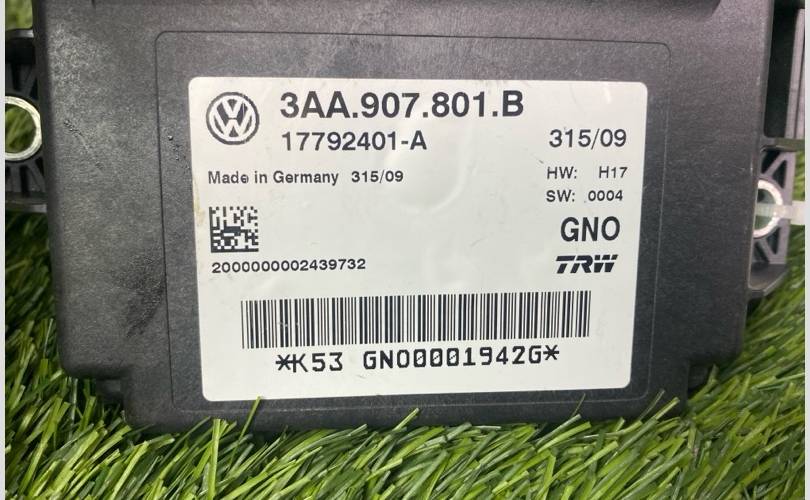 3AA.907.801.B
17792401-A 315/09
Made in Germany 315/09 HW: H17
SW: 0004
GNO
2000000002439732 TRW
*K53 GNO00001942G*